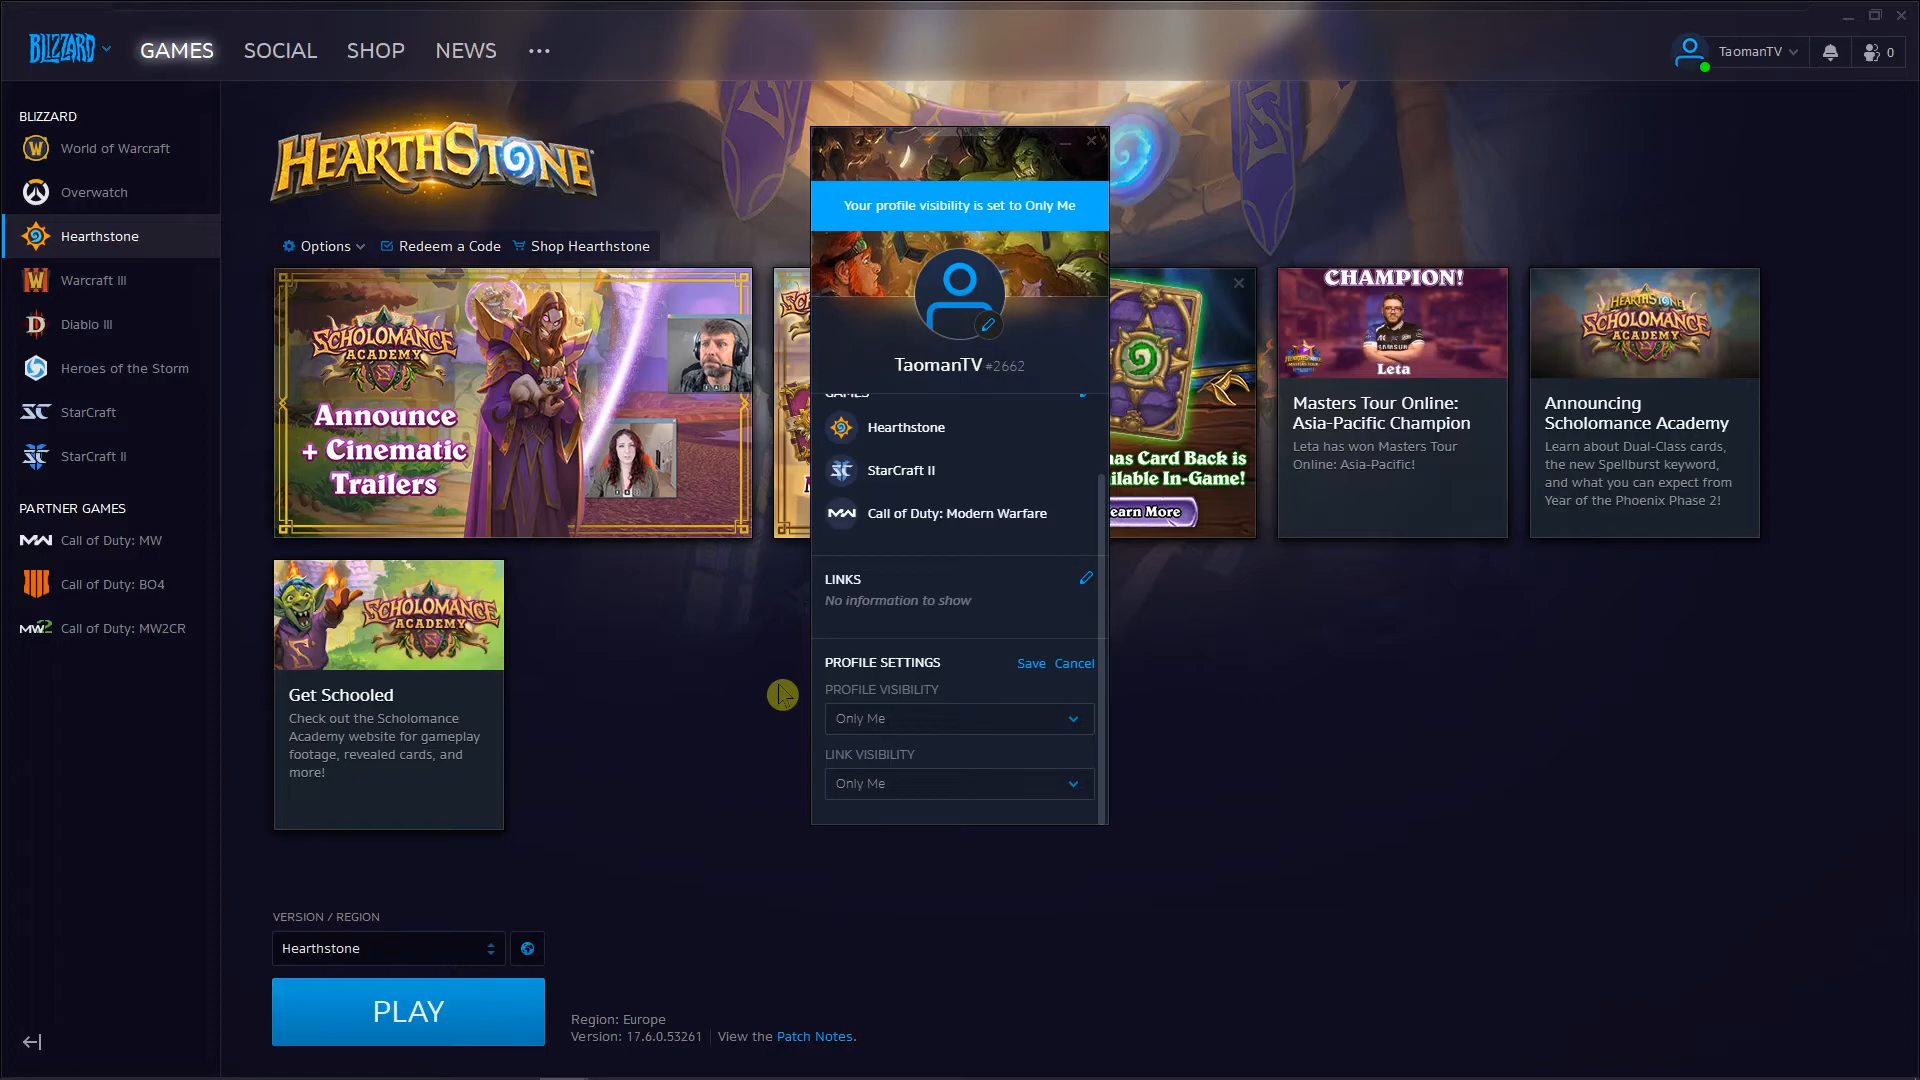 BLIZZARD
GAMES
SOCIAL
SHOP
NEWS
TaomanTV
0
BLIZZARD
World of Warcraft
Overwatch
Hearthstone
Warcraft III
Diablo III
Heroes of the Storm
StarCraft
StarCraft II
PARTNER GAMES
Call of Duty: MW
Call of Duty: BO4
Call of Duty: MW2CR
HEARTHSTONE
Options
Redeem a Code
Shop Hearthstone
SCHOLOMANCE
ACADEMY
Announce
+ Cinematic
Trailers
Your profile visibility is set to Only Me
TaomanTV #2662
GAMES
Hearthstone
StarCraft II
Call of Duty: Modern Warfare
LINKS
No information to show
PROFILE SETTINGS
Save Cancel
PROFILE VISIBILITY
Only Me
LINK VISIBILITY
Only Me
Card Back is
In-Game!
More
CHAMPION!
SAMSUNG
Leta
Masters Tour Online:
Asia-Pacific Champion
Leta has won Masters Tour
Online: Asia-Pacific!
HEARTHSTONE
SCHOLOMANCE
ACADEMY
Announcing
Scholomance Academy
Learn about Dual-Class cards,
the new Spellburst keyword,
and what you can expect from
Year of the Phoenix Phase 2!
SCHOLOMANCE
ACADEMY
Get Schooled
Check out the Scholomance
Academy website for gameplay
footage, revealed cards, and
more!
VERSION / REGION
Hearthstone
PLAY
Region: Europe
Version: 17.6.0.53261
View the Patch Notes.